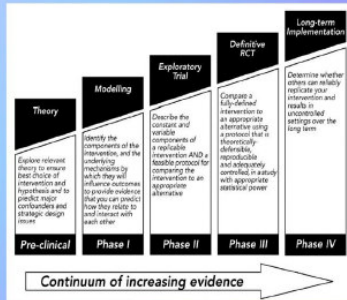 Theory
Explore relevant
theory to ensure
best choice of
intervention and
hypothesis and to
predict major
confounders and
strategic design
issues
Pre-clinical
Modelling
Identify the
components of the
intervention, and the
underlying
mechanisms by
which they will
influence outcomes
to provide evidence
that you can predict
how they relate to
and interact with
each other
Phase I
Exploratory
Trial
Describe the
constant and
variable
components
of a
replicable
intervention AND a
feasible protocol for
comparing the
intervention to an
appropriate
alternative
Phase II
Definitive
RCT
Compare a
fully-defined
intervention to an
appropriate
alternative using
a protocol that is
theoretically-
defensible,
reproducible
and adequately
controlled, in study
with appropriate
statistical power
Phase III
Long-term
Implementation
Determine whether
others can reliably
replicate your
intervention and
results in
uncontrolled
settings over the
long term
Phase IV
Continuum of increasing evidence